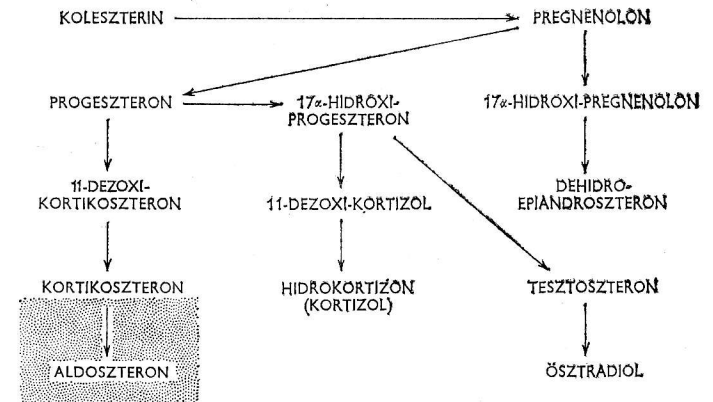 KOLESZTERIN
PREGNENOLON
PROGESZTERON
17α-HIDROXI-
PROGESZTERON
17α-HIDROXI-PREGNENOLON
11-DEZOXI-
KORTIKOSZTERON
11-DEZOXI-KORTIZOL
DEHIDRO-
EPIANDROSZTERON
KORTIKOSZTERON
HIDROKORTIZON
(KORTIZOL)
TESZTOSZTERON
ALDOSZTERON
ÖSZTRADIOL